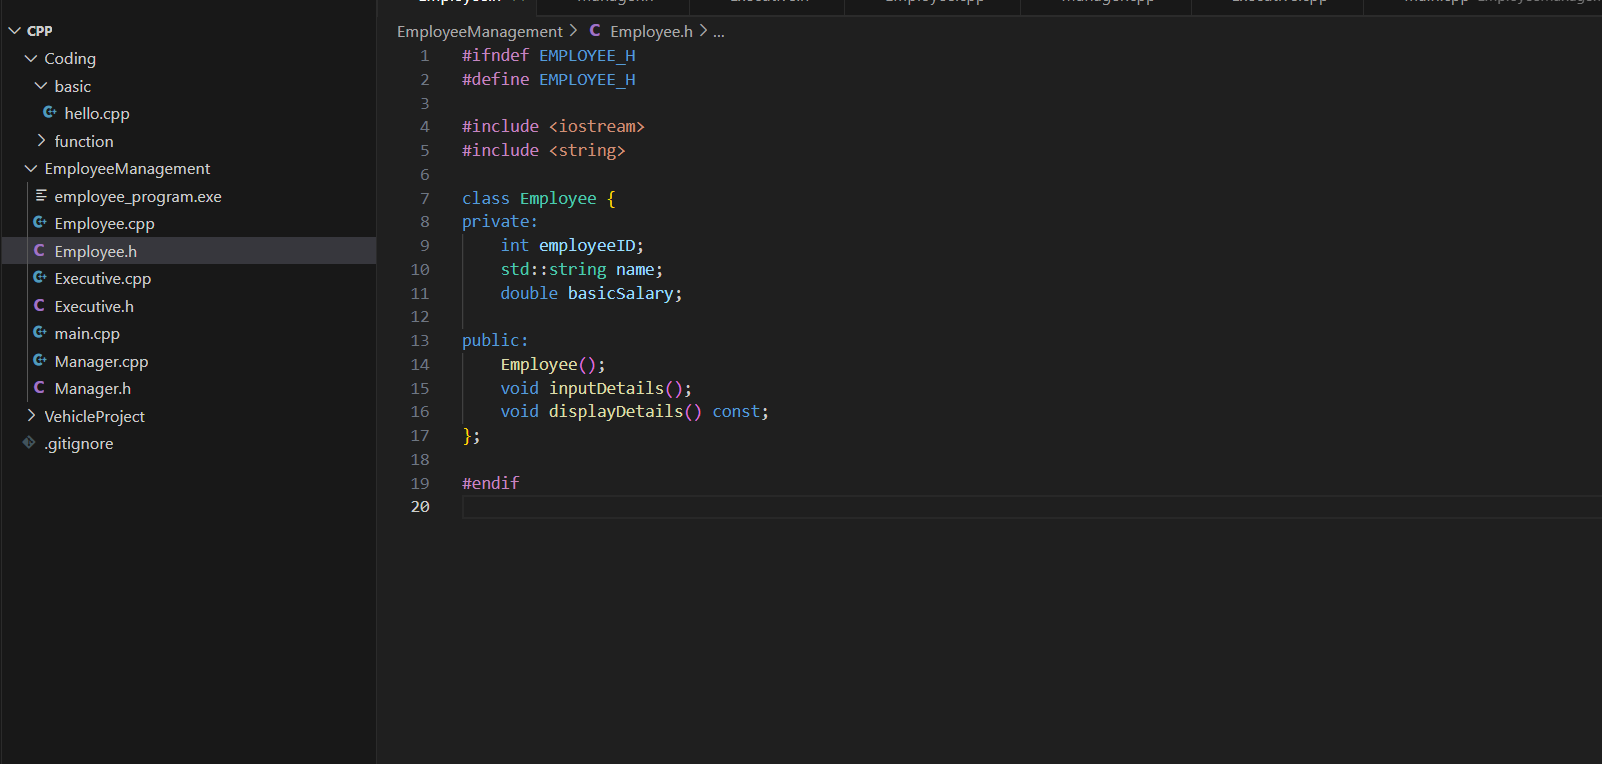 CPP
Coding
basic
hello.cpp
function
EmployeeManagement
employee_program.exe
Employee.cpp
Employee.h
Executive.cpp
Executive.h
main.cpp
Manager.cpp
Manager.h
VehicleProject
.gitignore
EmployeeManagement > C Employee.h > ...
1 #ifndef EMPLOYEE_H
2 #define EMPLOYEE_H
3
4 #include <iostream>
5 #include <string>
6
7 class Employee {
8 private:
9 int employeeID;
10 std::string name;
11 double basicSalary;
12
13 public:
14 Employee();
15 void inputDetails();
16 void displayDetails() const;
17 };
18
19 #endif
20